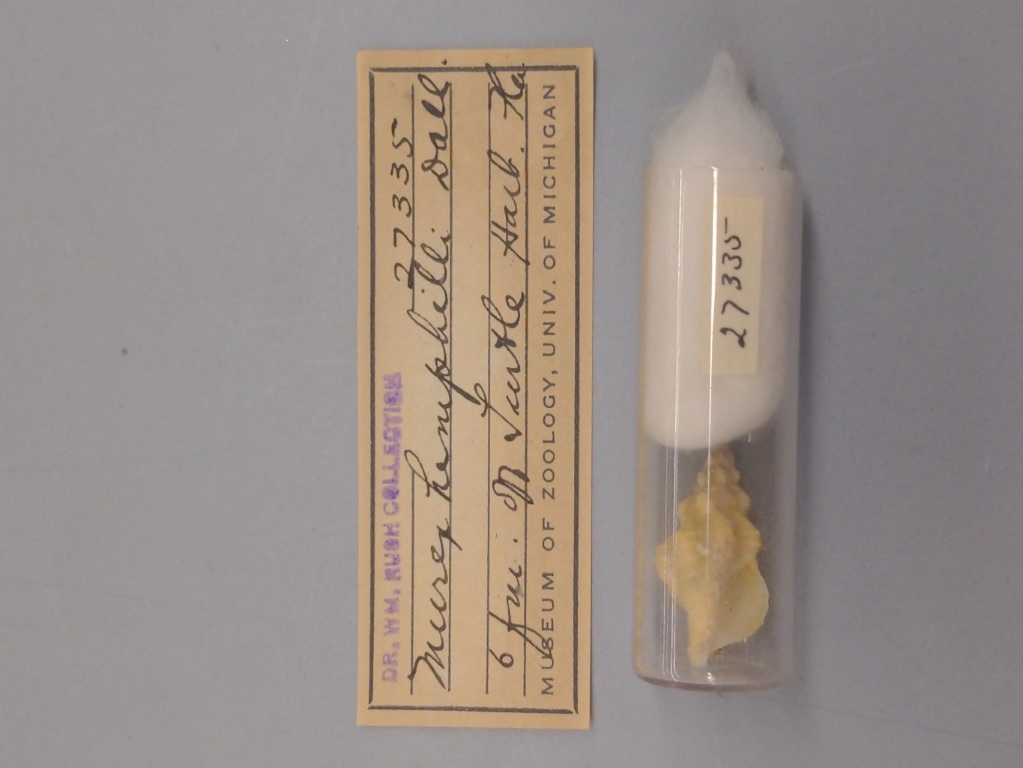 DR. WM. RUSH COLLECTION
27335
Murex hemphilli Dall.
6 fm. N Turtle Harb. Fla
MUSEUM OF ZOOLOGY, UNIV. OF MICHIGAN
27335